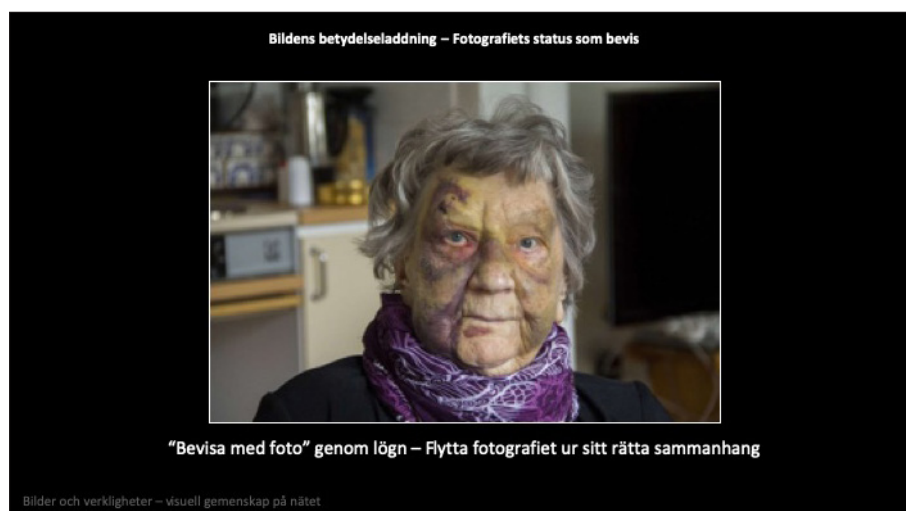 Bildens betydelseladdning – Fotografiets status som bevis
“Bevisa med foto” genom lögn – Flytta fotografiet ur sitt rätta sammanhang
Bilder och verkligheter – visuell gemenskap på nätet